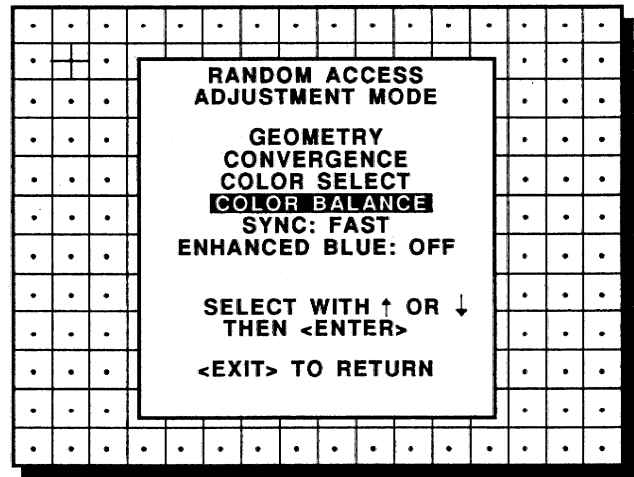 RANDOM ACCESS
ADJUSTMENT MODE
GEOMETRY
CONVERGENCE
COLOR SELECT
COLOR BALANCE
SYNC: FAST
ENHANCED BLUE: OFF
SELECT WITH ↑ OR ↓
THEN <ENTER>
<EXIT> TO RETURN